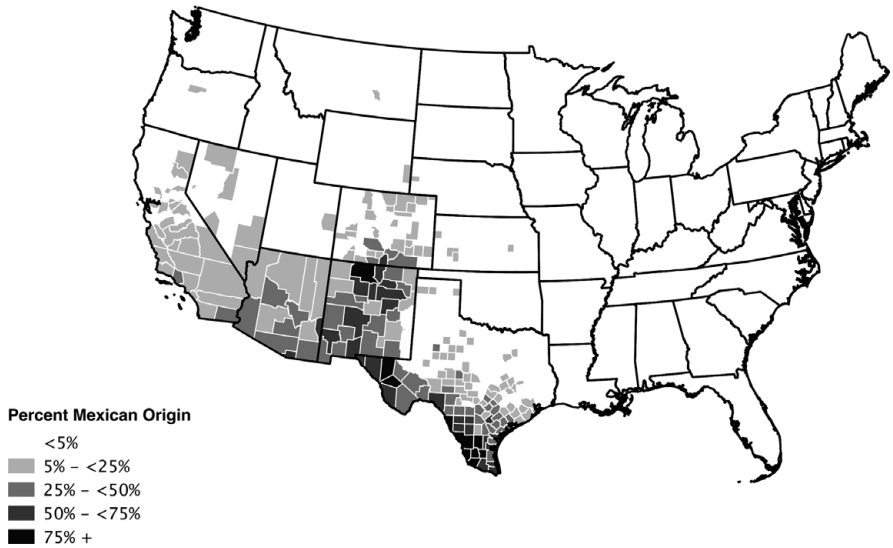 Percent Mexican Origin
<5%
5% – <25%
25% – <50%
50% – <75%
75% +